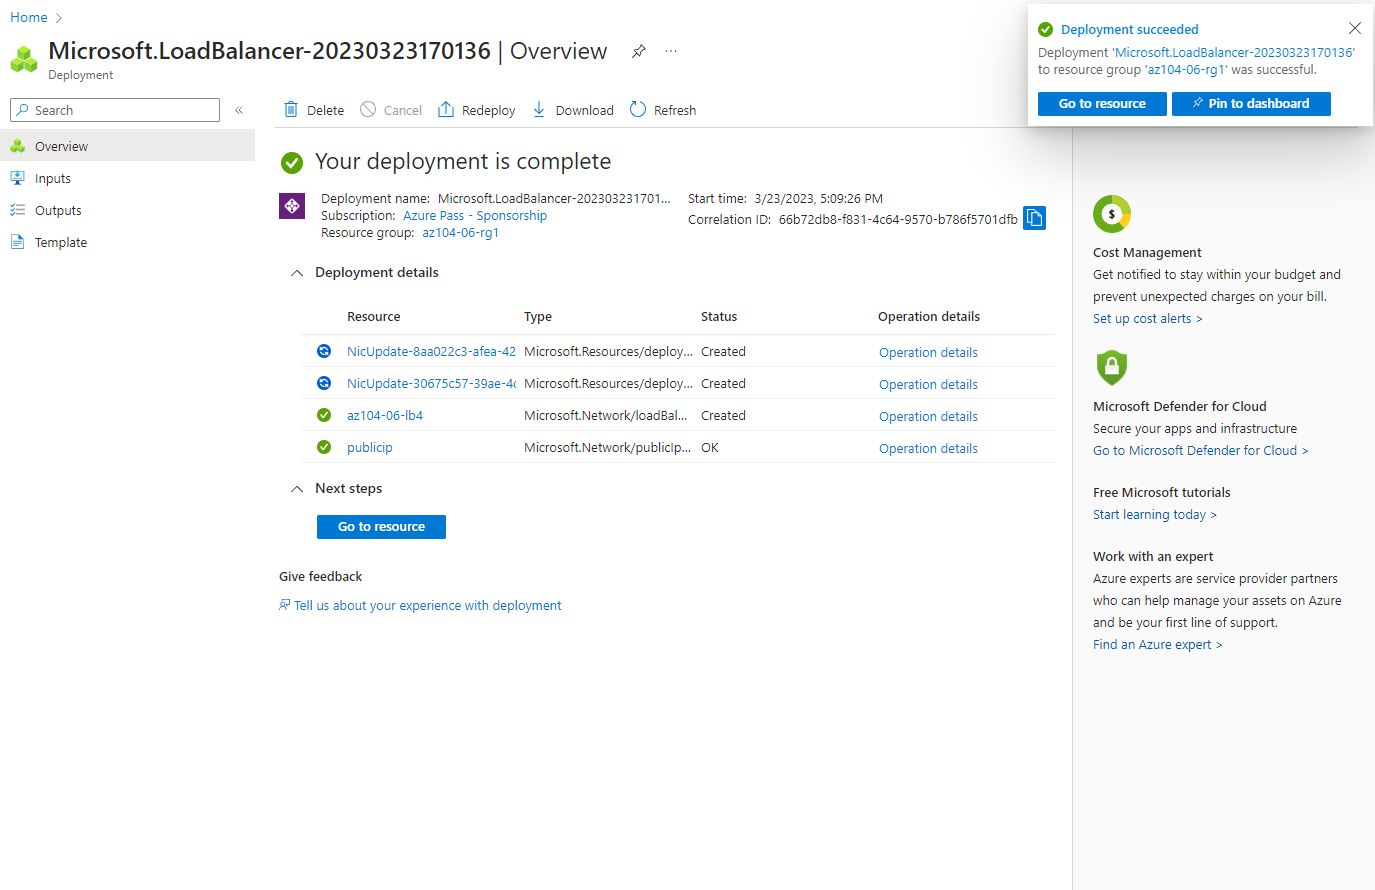 Home
Microsoft.LoadBalancer-20230323170136 | Overview
Deployment
Search
Overview
Inputs
Outputs
Template
Delete
Cancel
Redeploy
Download
Refresh
Your deployment is complete
Deployment name: Microsoft.LoadBalancer-202303231701...
Subscription: Azure Pass - Sponsorship
Resource group: az104-06-rg1
Start time: 3/23/2023, 5:09:26 PM
Correlation ID: 66b72db8-f831-4c64-9570-b786f5701dfb
Deployment details
Resource Type Status Operation details
NicUpdate-8aa022c3-afea-42 Microsoft.Resources/deploy... Created Operation details
NicUpdate-30675c57-39ae-4c Microsoft.Resources/deploy... Created Operation details
az104-06-lb4 Microsoft.Network/loadBal... Created Operation details
publicip Microsoft.Network/publicIp... OK Operation details
Next steps
Go to resource
Give feedback
Tell us about your experience with deployment
Deployment succeeded
Deployment 'Microsoft.LoadBalancer-20230323170136'
to resource group 'az104-06-rg1' was successful.
Go to resource
Pin to dashboard
Cost Management
Get notified to stay within your budget and
prevent unexpected charges on your bill.
Set up cost alerts >
Microsoft Defender for Cloud
Secure your apps and infrastructure
Go to Microsoft Defender for Cloud >
Free Microsoft tutorials
Start learning today >
Work with an expert
Azure experts are service provider partners
who can help manage your assets on Azure
and be your first line of support.
Find an Azure expert >